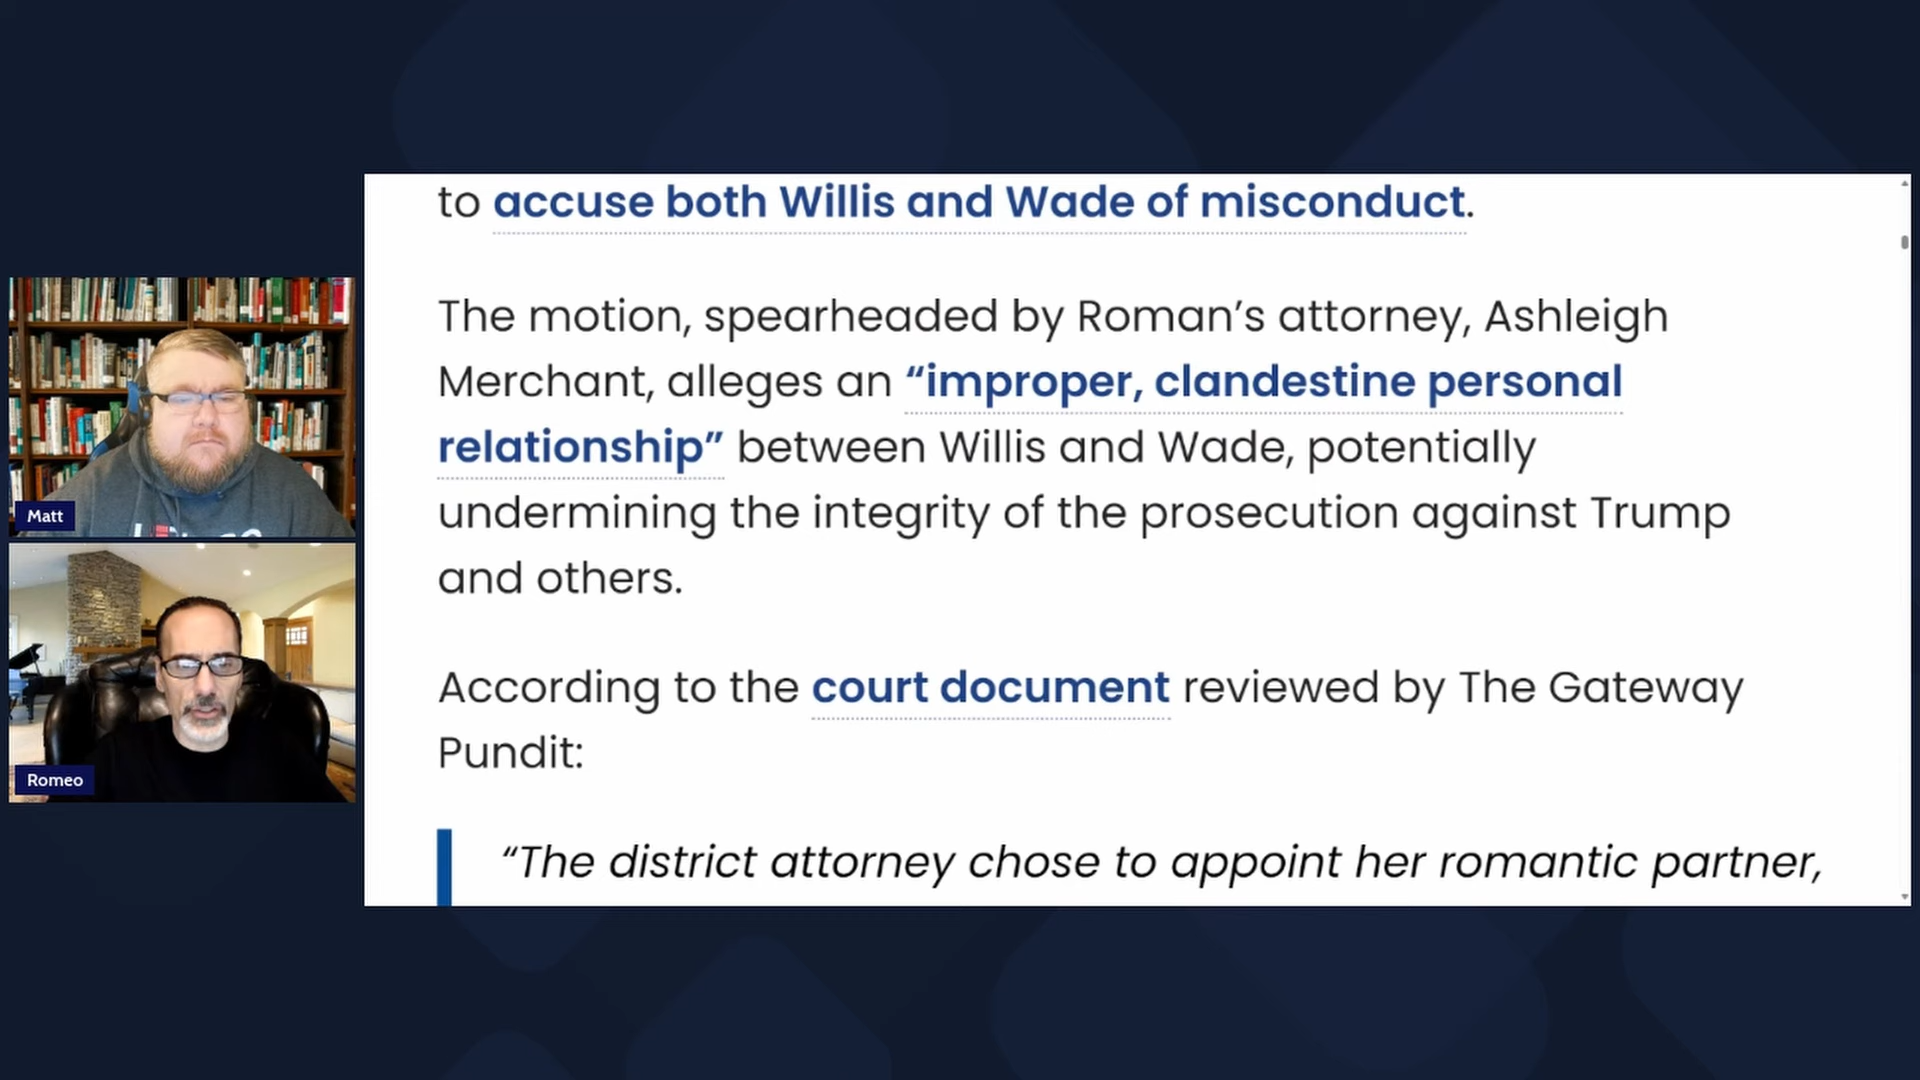 to accuse both Willis and Wade of misconduct.
The motion, spearheaded by Roman’s attorney, Ashleigh
Merchant, alleges an “improper, clandestine personal
relationship” between Willis and Wade, potentially
undermining the integrity of the prosecution against Trump
and others.
According to the court document reviewed by The Gateway
Pundit:
“The district attorney chose to appoint her romantic partner,
Matt
Romeo